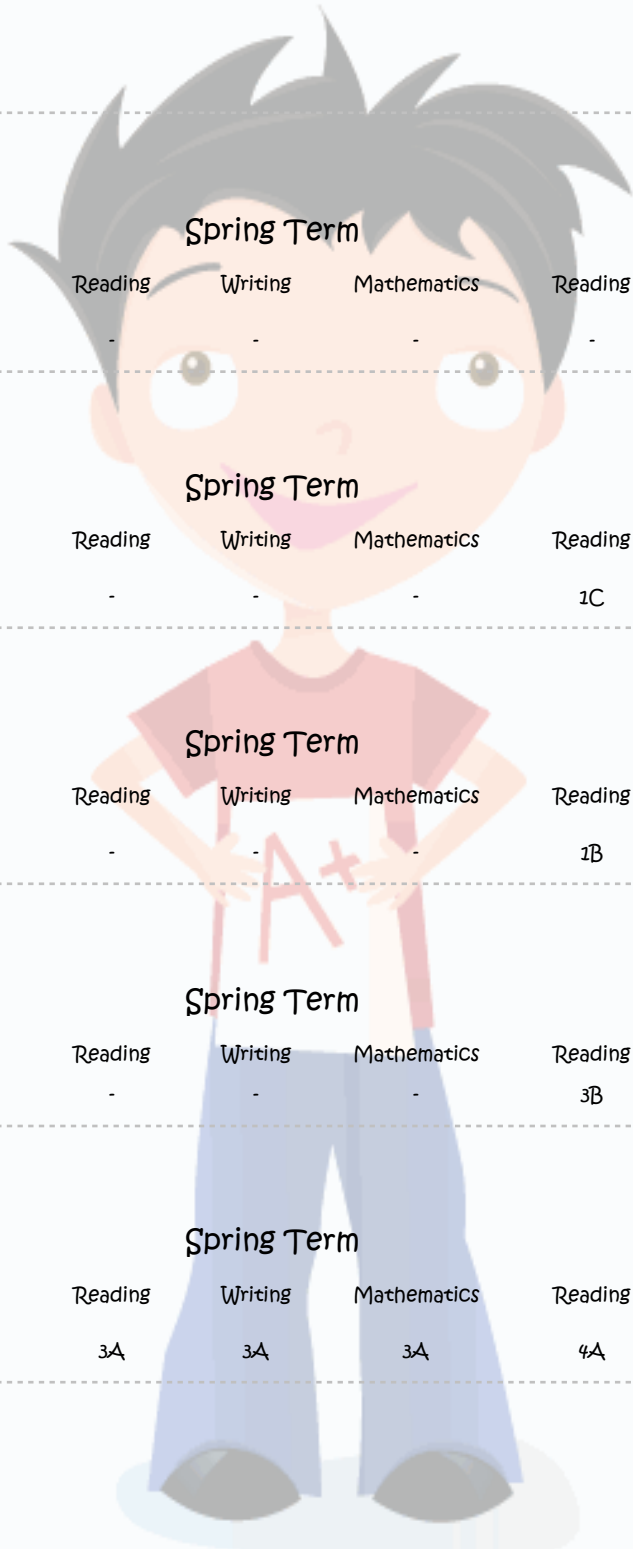 Spring Term
Reading Writing Mathematics Reading
- - - -
Spring Term
Reading Writing Mathematics Reading
- - - 1C
Spring Term
Reading Writing Mathematics Reading
- - - 1B
A+
Spring Term
Reading Writing Mathematics Reading
- - - 3B
Spring Term
Reading Writing Mathematics Reading
3A 3A 3A 4A